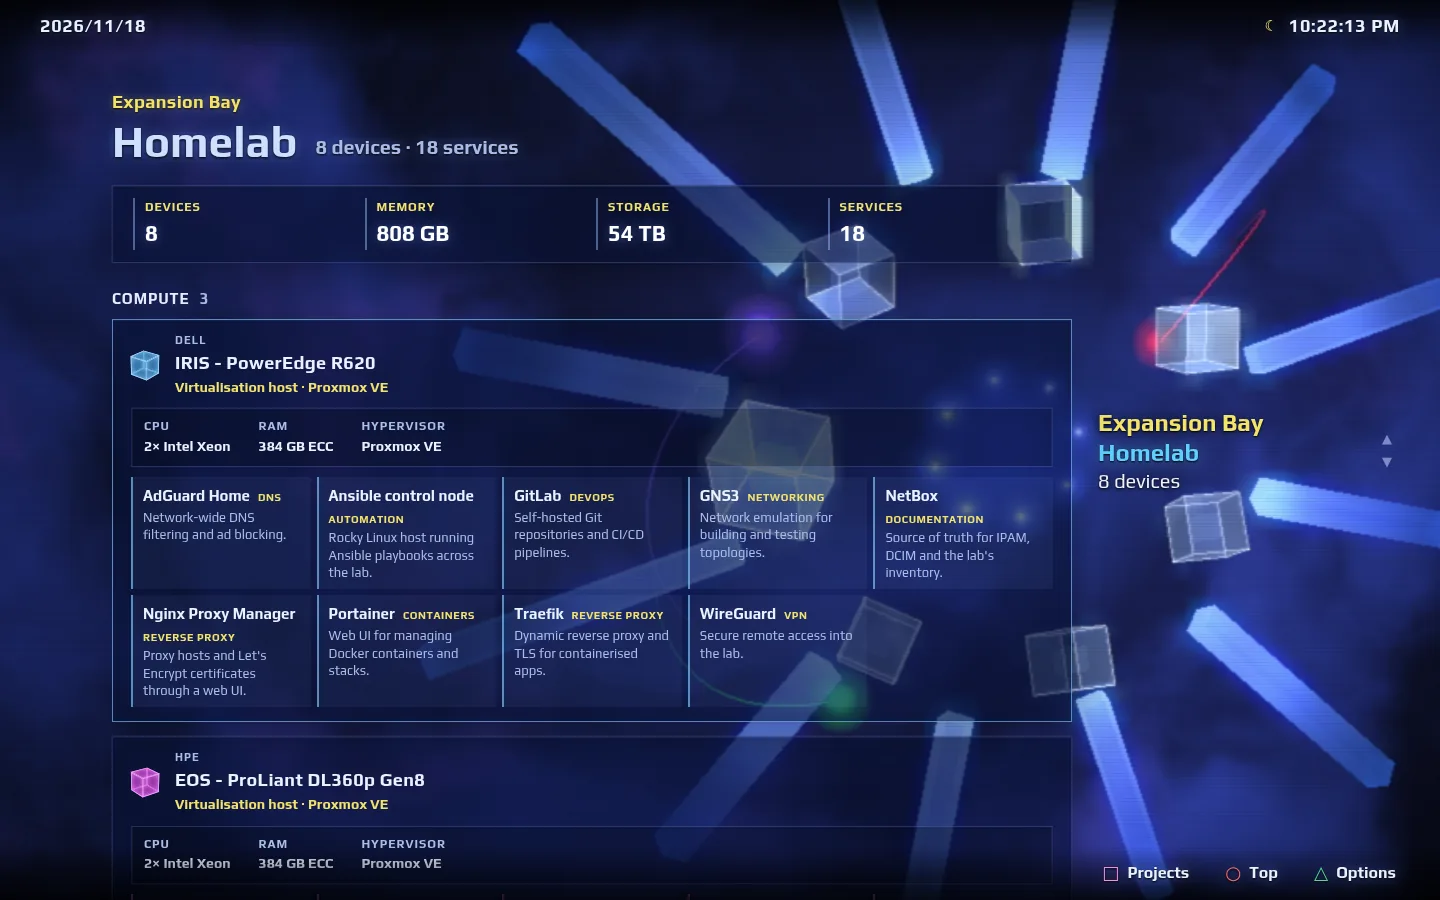 2026/11/18
☾ 10:22:13 PM
Expansion Bay
Homelab 8 devices · 18 services
DEVICES
8
MEMORY
808 GB
STORAGE
54 TB
SERVICES
18
COMPUTE 3
DELL
IRIS - PowerEdge R620
Virtualisation host · Proxmox VE
CPU
2× Intel Xeon
RAM
384 GB ECC
HYPERVISOR
Proxmox VE
AdGuard Home DNS
Network-wide DNS
filtering and ad blocking.
Ansible control node
AUTOMATION
Rocky Linux host running
Ansible playbooks across
the lab.
GitLab DEVOPS
Self-hosted Git
repositories and CI/CD
pipelines.
GNS3 NETWORKING
Network emulation for
building and testing
topologies.
NetBox
DOCUMENTATION
Source of truth for IPAM,
DCIM and the lab's
inventory.
Nginx Proxy Manager
REVERSE PROXY
Proxy hosts and Let's
Encrypt certificates
through a web UI.
Portainer CONTAINERS
Web UI for managing
Docker containers and
stacks.
Traefik REVERSE PROXY
Dynamic reverse proxy and
TLS for containerised
apps.
WireGuard VPN
Secure remote access into
the lab.
HPE
EOS - ProLiant DL360p Gen8
Virtualisation host · Proxmox VE
CPU
2× Intel Xeon
RAM
384 GB ECC
HYPERVISOR
Proxmox VE
Expansion Bay
Homelab
8 devices
▲
▼
□ Projects
○ Top
△ Options